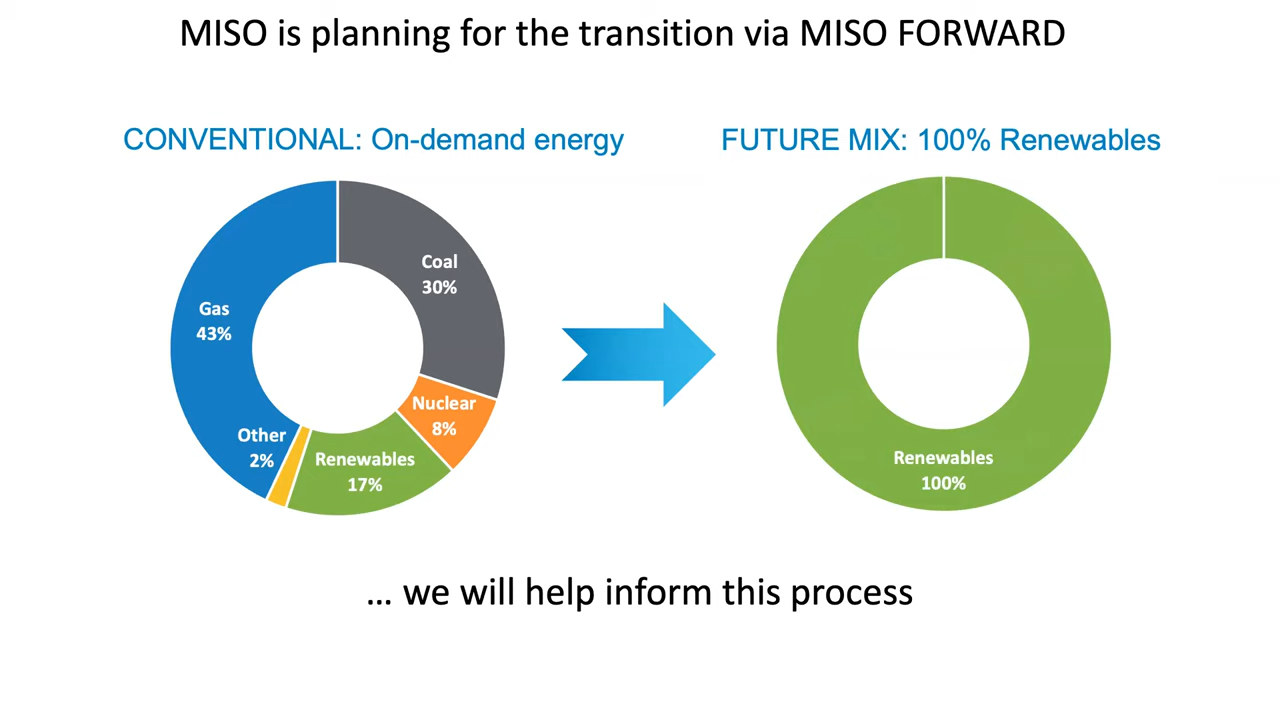 MISO is planning for the transition via MISO FORWARD
CONVENTIONAL: On-demand energy
FUTURE MIX: 100% Renewables
Coal
30%
Gas
43%
Nuclear
8%
Other
2%
Renewables
17%
Renewables
100%
... we will help inform this process